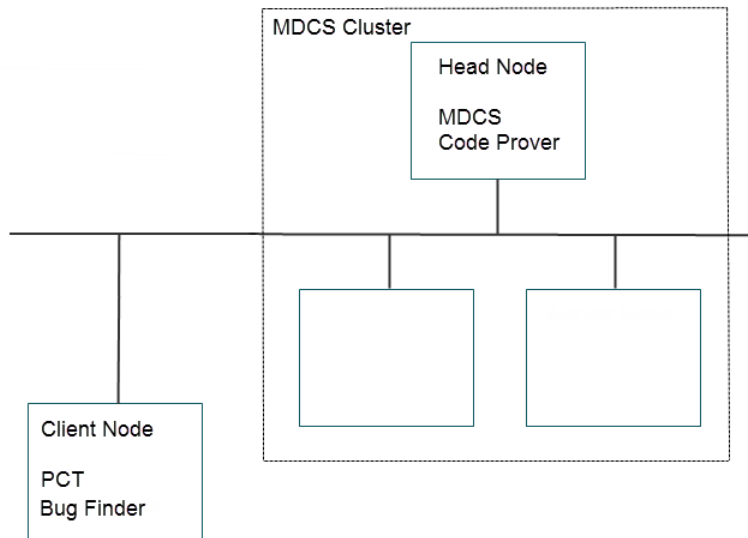 MDCS Cluster
Head Node
MDCS
Code Prover
Client Node
PCT
Bug Finder